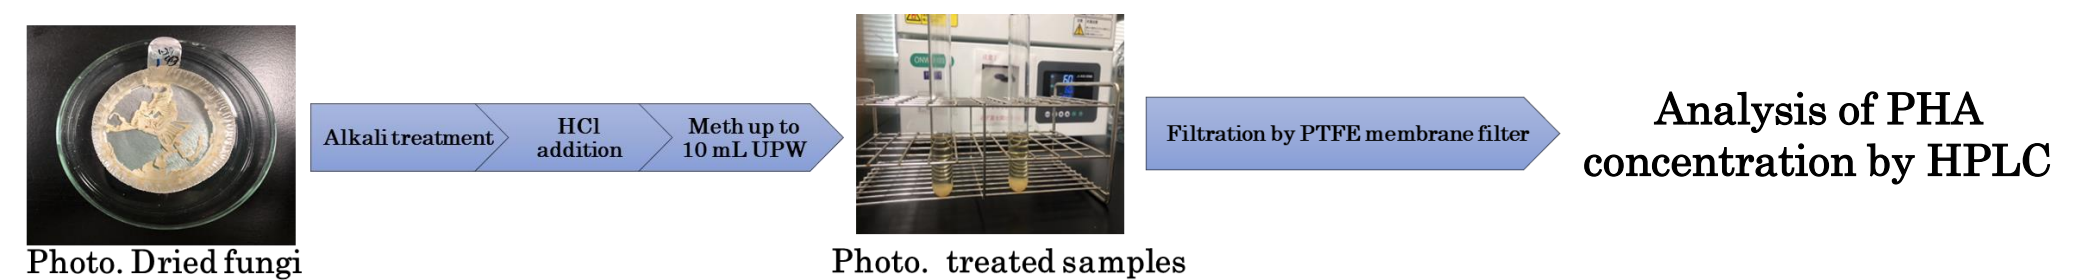 Alkali treatment
HCl
addition
Meth up to
10 mL UPW
60
Filtration by PTFE membrane filter
Analysis of PHA
concentration by HPLC
Photo. Dried fungi
Photo. treated samples